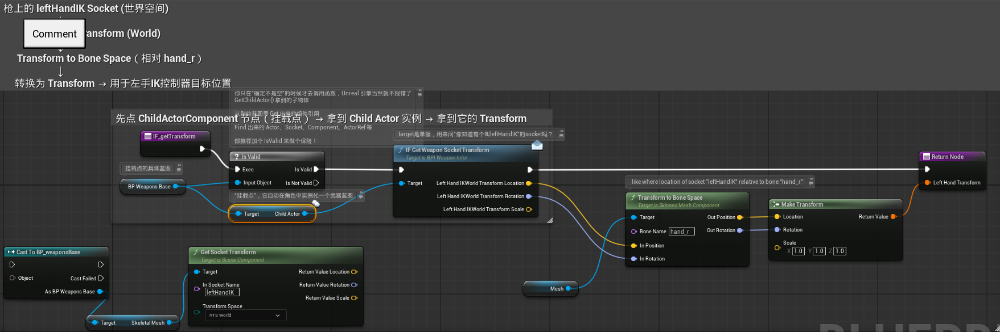 枪上的 leftHandIK Socket (世界空间)
Comment
ransform (World)
↓
Transform to Bone Space（相对 hand_r）
↓
转换为 Transform → 用于左手IK控制器目标位置
你只在“确定不是空”的时候才去调用函数，Unreal 引擎当然就不报错了
GetChildActor() 拿到的子物体
从别的蓝图里 Get 出来的组件引用
先点 ChildActorComponent 节点（挂载点）→ 拿到 Child Actor 实例 → 拿到它的 Transform
Find 出来的 Actor、Socket、Component、ActorRef 等
都推荐加个 IsValid 来做个保险！
target是单播，用来问“你知道有个叫leftHandIK”的socket吗？
IF_getTransform
Is Valid
Exec
Is Valid
Input Object
Is Not Valid
挂载点的具体蓝图
BP Weapons Base
“挂载点”，它自动在角色中实例化一个武器蓝图
Target
Child Actor
IF Get Weapon Socket Transform
Target is BPI Weapon Infor
Target
Left Hand IKWorld Transform Location
Left Hand IKWorld Transform Rotation
Left Hand IKWorld Transform Scale
like where location of socket "leftHandIK" relative to bone "hand_r"
Transform to Bone Space
Target is Skinned Mesh Component
Target
Out Position
Bone Name
hand_r
Out Rotation
In Position
In Rotation
Make Transform
Location
Return Value
Rotation
Scale
X 1.0 Y 1.0 Z 1.0
Return Node
Left Hand Transform
Cast To BP_weaponsBase
Object
Cast Failed
As BP Weapons Base
Target
Skeletal Mesh
Get Socket Transform
Target is Scene Component
Target
Return Value Location
In Socket Name
leftHandIK
Return Value Rotation
Return Value Scale
Transform Space
RTS World
Mesh